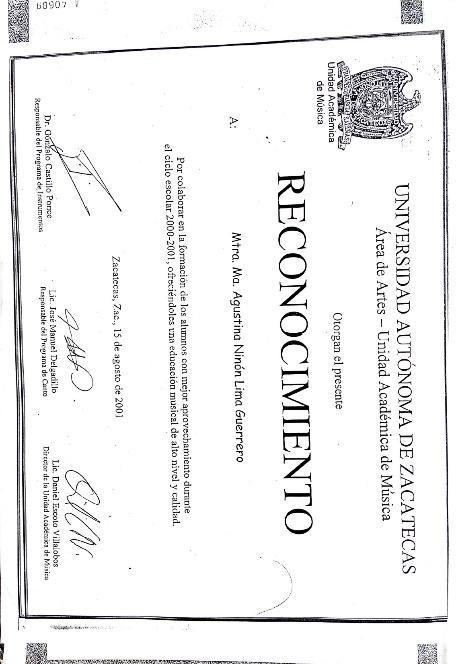 UNIVERSIDAD AUTÓNOMA DE ZACATECAS
Área de Artes – Unidad Académica de Música
Unidad Académica
de Música
Otorgan el presente
RECONOCIMIENTO
A:
Mtra. Ma. Agustina Ninón Lima Guerrero
Por colaborar en la formación de los alumnos con mejor aprovechamiento durante
el ciclo escolar 2000-2001, ofreciéndoles una educación musical de alto nivel y calidad.
Zacatecas, Zac., 15 de agosto de 2001
Dr. Gonzalo Castillo Ponce
Responsable del Programa de Instrumentos
Lic. José Manuel Delgadillo
Responsable del Programa de Canto
Lic. Daniel Escoto Villalobos
Director de la Unidad Académica de Música